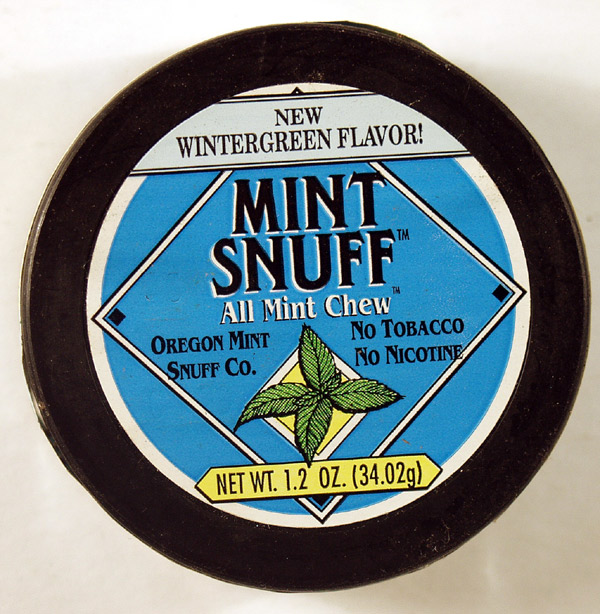 NEW
WINTERGREEN FLAVOR!
MINT
SNUFF™
All Mint Chew™
OREGON MINT
SNUFF CO.
NO TOBACCO
NO NICOTINE
NET WT. 1.2 OZ. (34.02g)